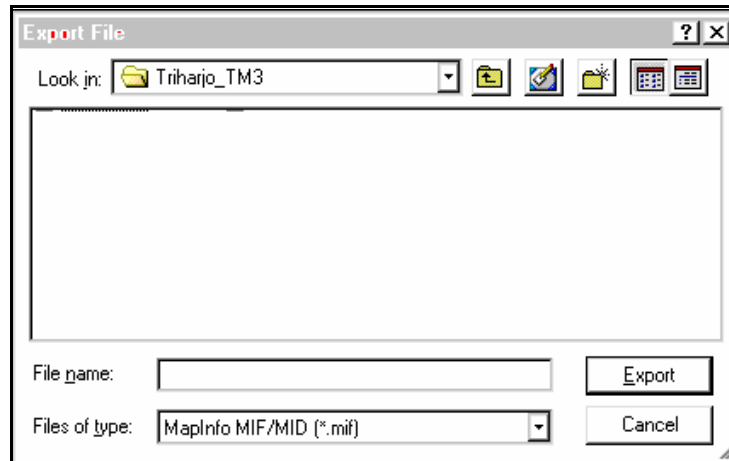 Export File
Look in: Triharjo_TM3
File name: Export
Files of type: MapInfo MIF/MID (*.mif) Cancel